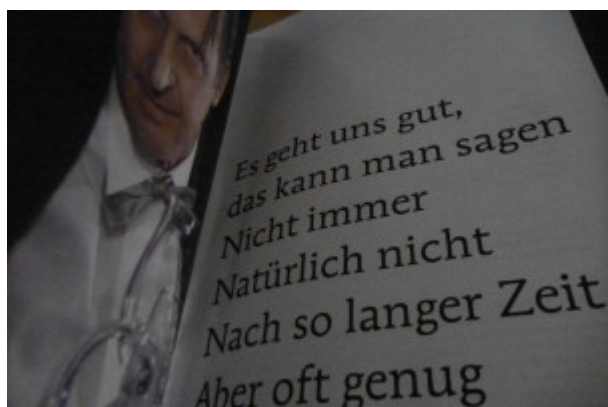 Es geht uns gut,
das kann man sagen
Nicht immer
Natürlich nicht
Nach so langer Zeit
Aber oft genug